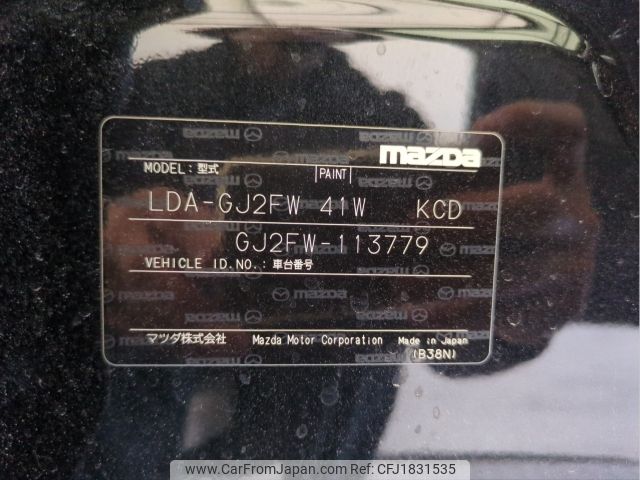 mazda
MODEL:型式 PAINT
LDA-GJ2FW 41W KCD
GJ2FW-113779
VEHICLE ID.NO.:車台番号
マツダ株式会社 Mazda Motor Corporation Made in Japan
(B38N)
www.CarFromJapan.com Ref Id: CFJ1831535